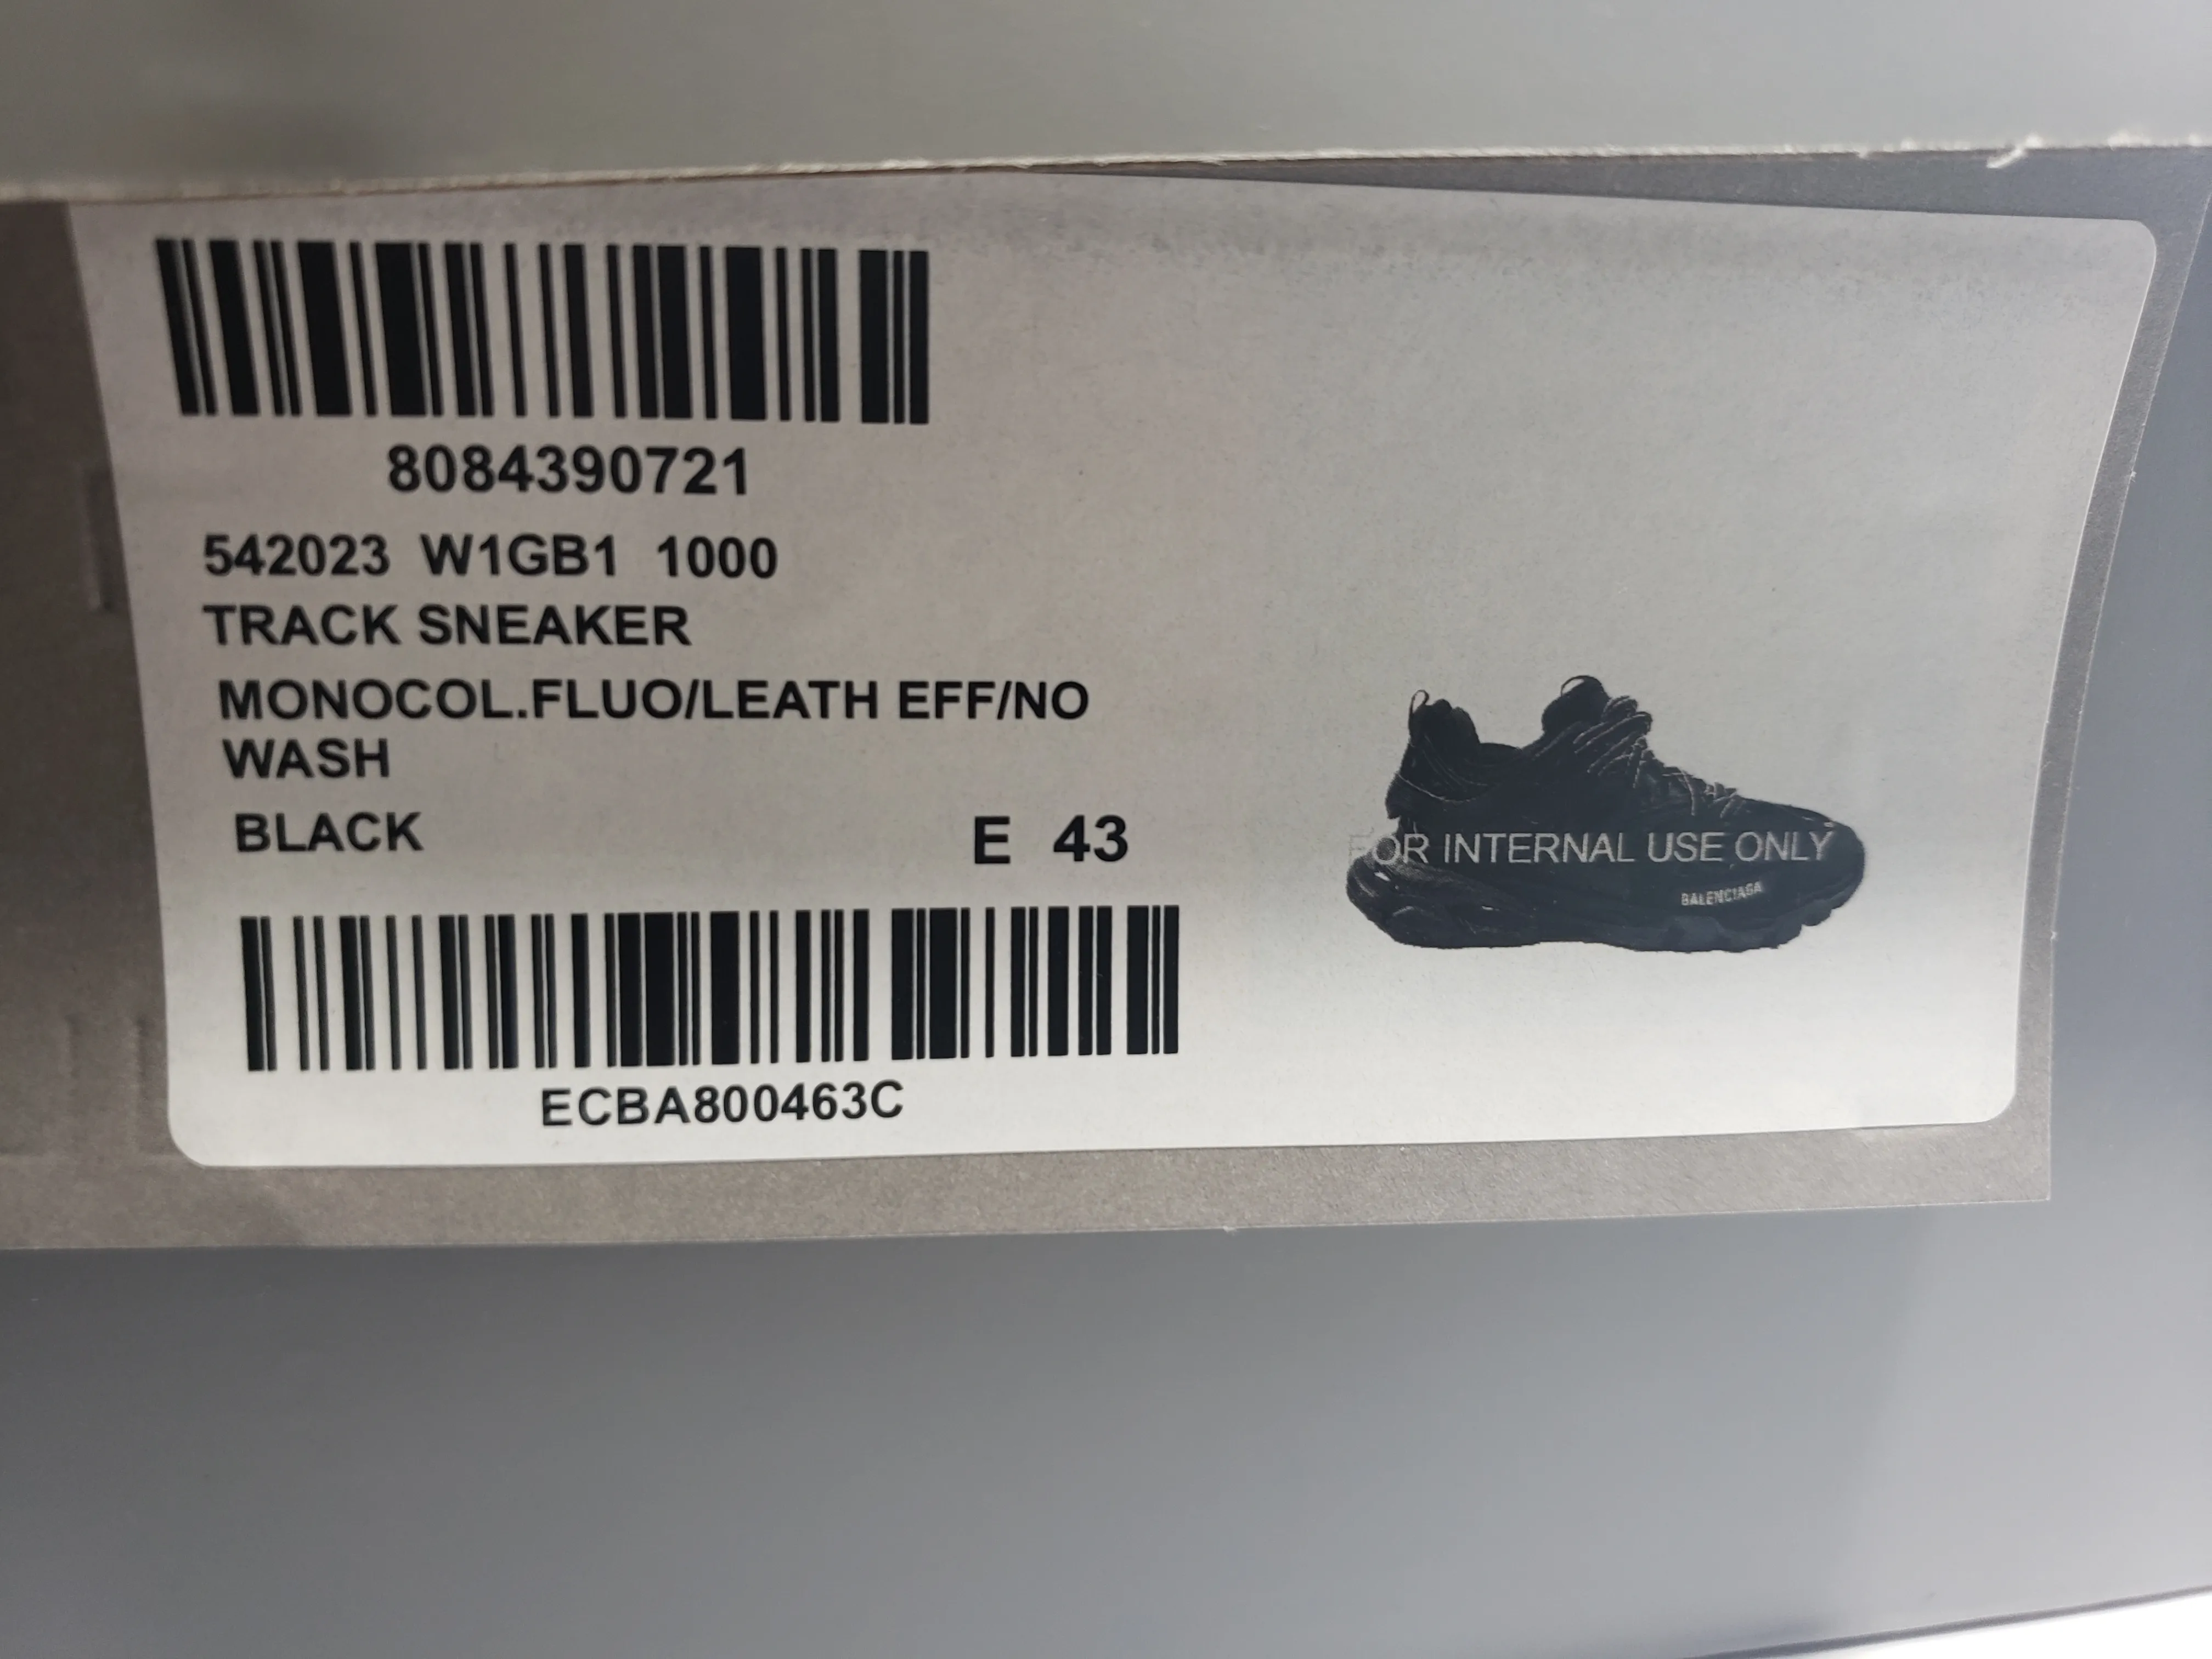 8084390721
542023 W1GB1 1000
TRACK SNEAKER
MONOCOL.FLUO/LEATH EFF/NO
WASH
BLACK E 43
FOR INTERNAL USE ONLY
BALENCIAGA
ECBA800463C